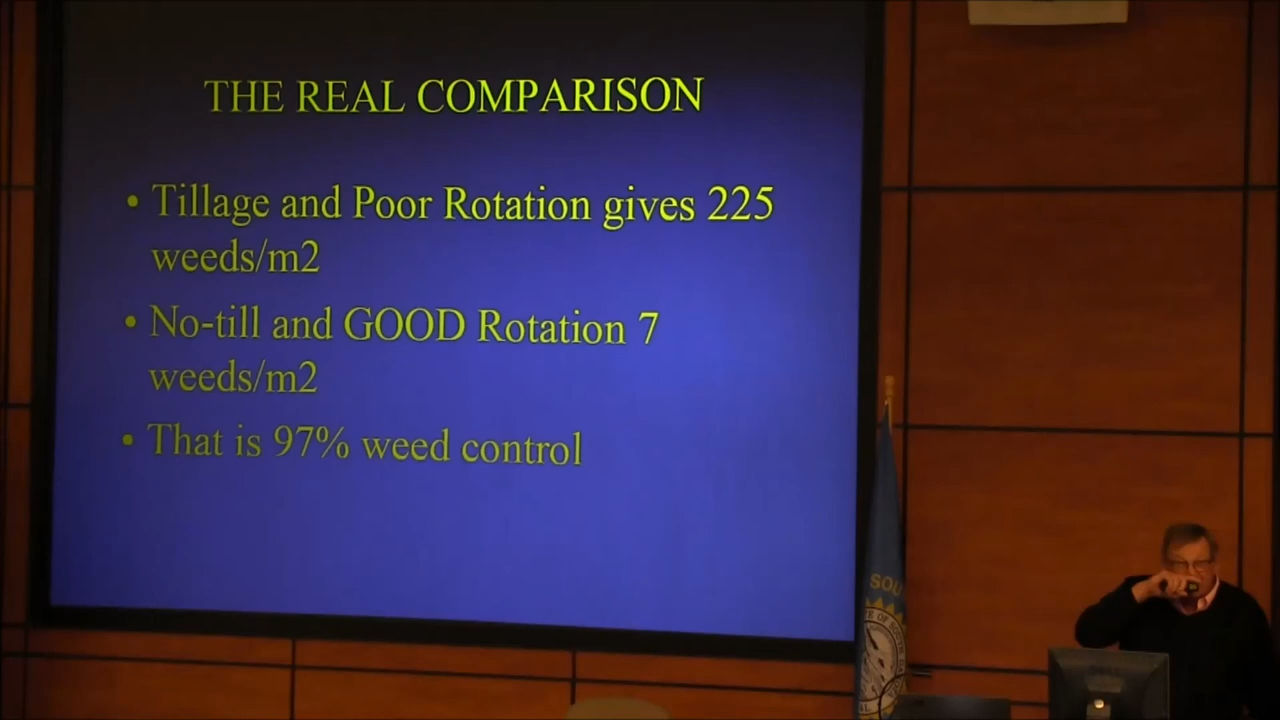 THE REAL COMPARISON
• Tillage and Poor Rotation gives 225
weeds/m2
• No-till and GOOD Rotation 7
weeds/m2
• That is 97% weed control
SOU